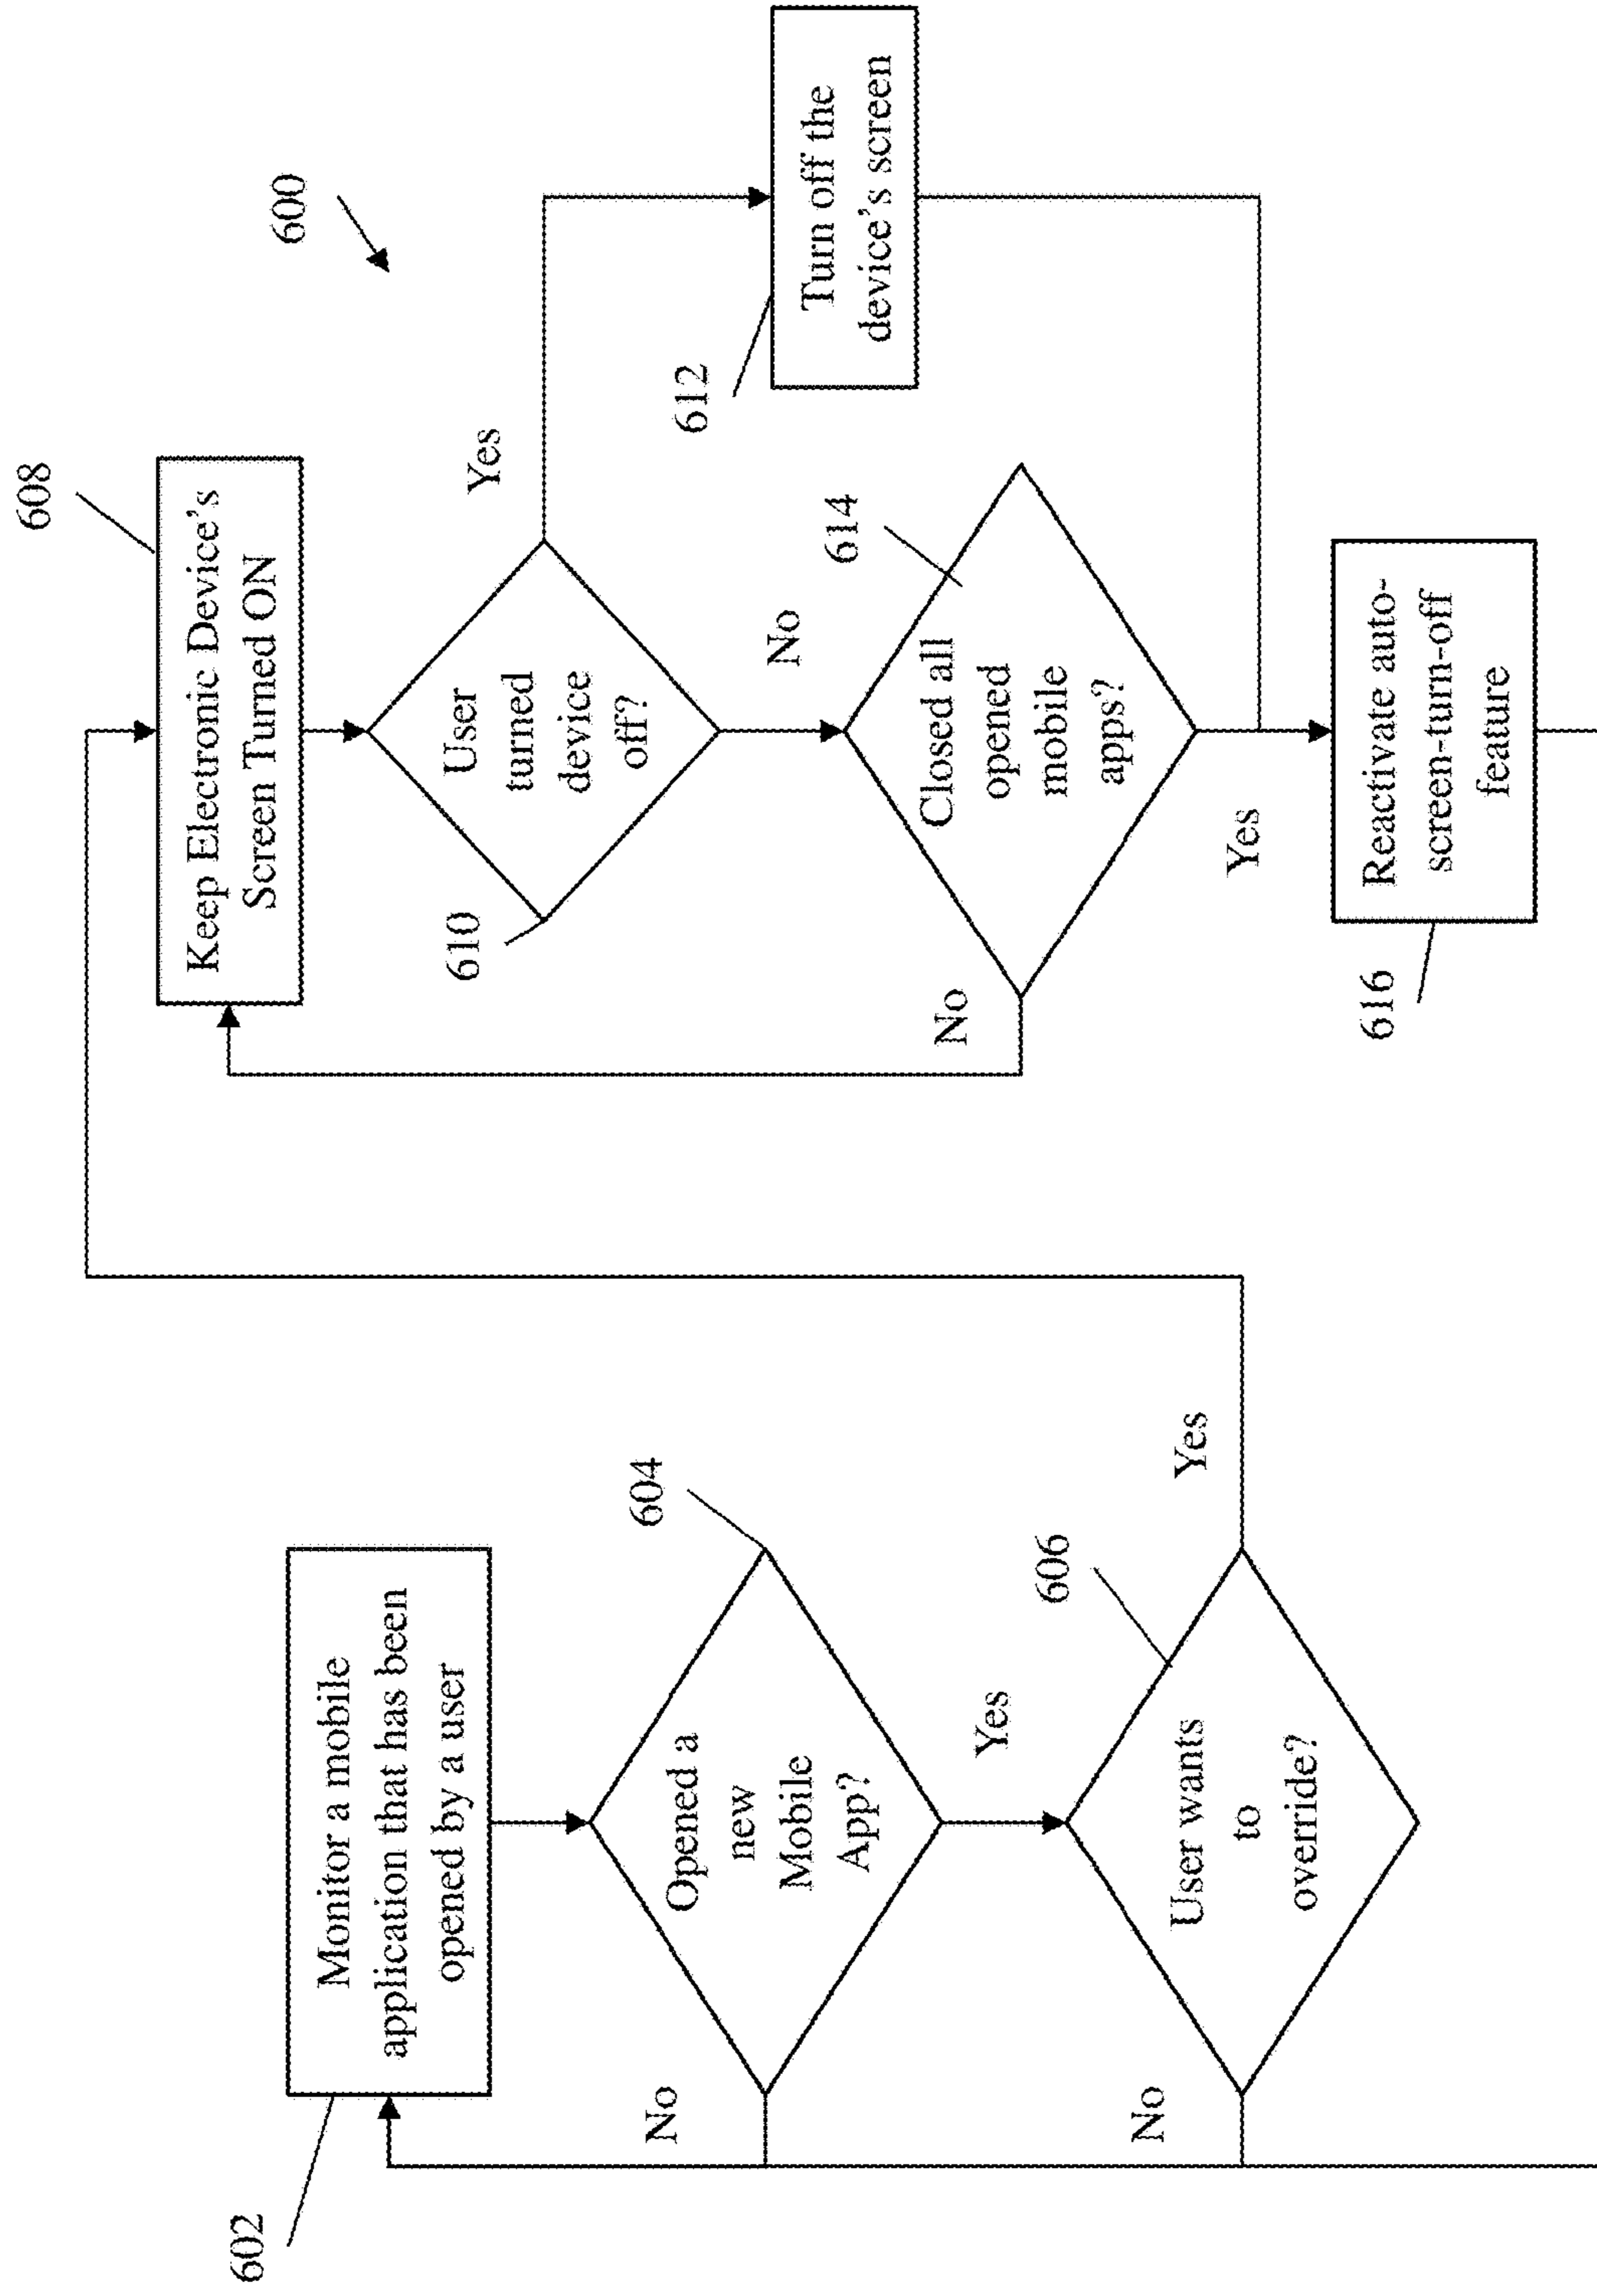 600
602
Monitor a mobile
application that has been
opened by a user
604
Opened a
new
Mobile
App?
No
Yes
606
User wants
to
override?
No
Yes
608
Keep Electronic Device's
Screen Turned ON
610
User
turned
device
off?
Yes
No
612
Turn off the
device's screen
614
Closed all
opened
mobile
apps?
No
Yes
616
Reactivate auto-
screen-turn-off
feature